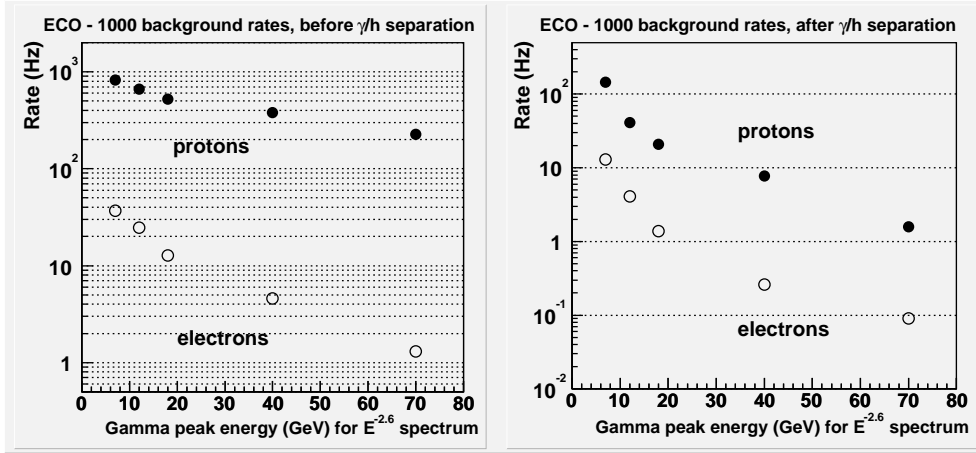 ECO - 1000 background rates, before γ/h separation
Rate (Hz)
10³
10²
10
1
protons
electrons
0 10 20 30 40 50 60 70 80
Gamma peak energy (GeV) for E⁻²·⁶ spectrum
ECO - 1000 background rates, after γ/h separation
Rate (Hz)
10²
10
1
10⁻¹
10⁻²
protons
electrons
0 10 20 30 40 50 60 70 80
Gamma peak energy (GeV) for E⁻²·⁶ spectrum